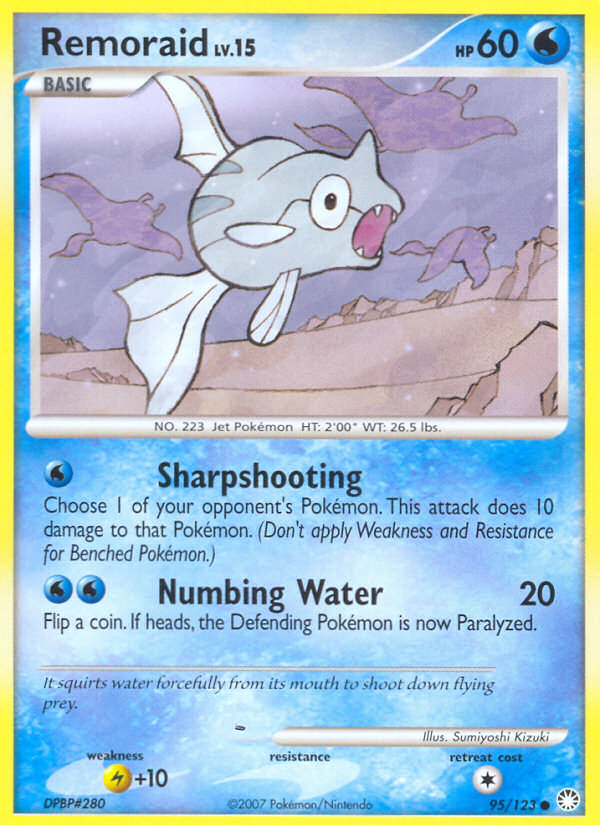 Remoraid LV.15 HP 60
BASIC
NO. 223 Jet Pokémon HT: 2'00" WT: 26.5 lbs.
Sharpshooting
Choose 1 of your opponent's Pokémon. This attack does 10
damage to that Pokémon. (Don't apply Weakness and Resistance
for Benched Pokémon.)
Numbing Water 20
Flip a coin. If heads, the Defending Pokémon is now Paralyzed.
It squirts water forcefully from its mouth to shoot down flying
prey.
Illus. Sumiyoshi Kizuki
weakness resistance retreat cost
+10
DPBP#280 ©2007 Pokémon/Nintendo 95/123